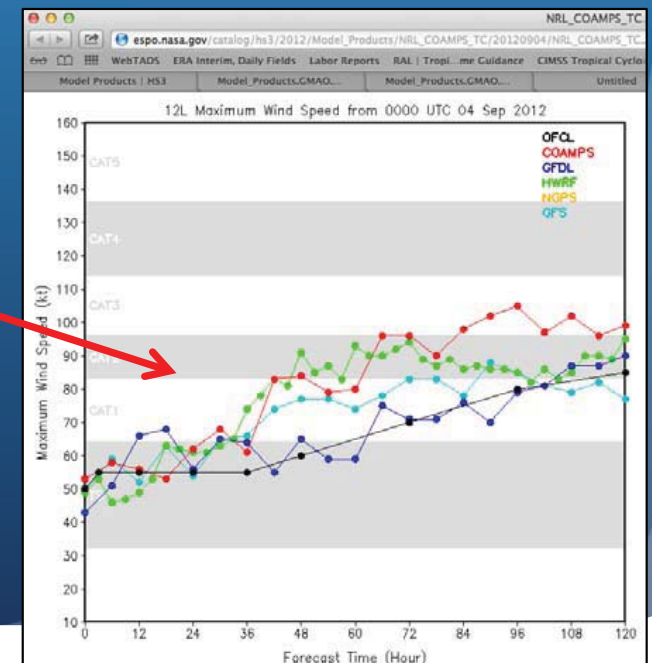 NRL_COAMPS_TC.
espo.nasa.gov/catalog/hs3/2012/Model_Products/NRL_COAMPS_TC/20120904/NRL_COAMPS_TC.
WebTADS ERA Interim, Daily Fields Labor Reports RAL | Tropi...me Guidance CIMSS Tropical Cyclo
Model Products | HS3 Model_Products.GMAO.... Model_Products.GMAO.... Untitled
12L Maximum Wind Speed from 0000 UTC 04 Sep 2012
OFCL
COAMPS
GFDL
HWRF
NGPS
GFS
Maximum Wind Speed (kt)
160
150
140
130
120
110
100
90
80
70
60
50
40
30
20
10
CAT5
CAT4
CAT3
CAT1
0 12 24 36 48 60 72 84 96 108 120
Forecast Time (Hour)